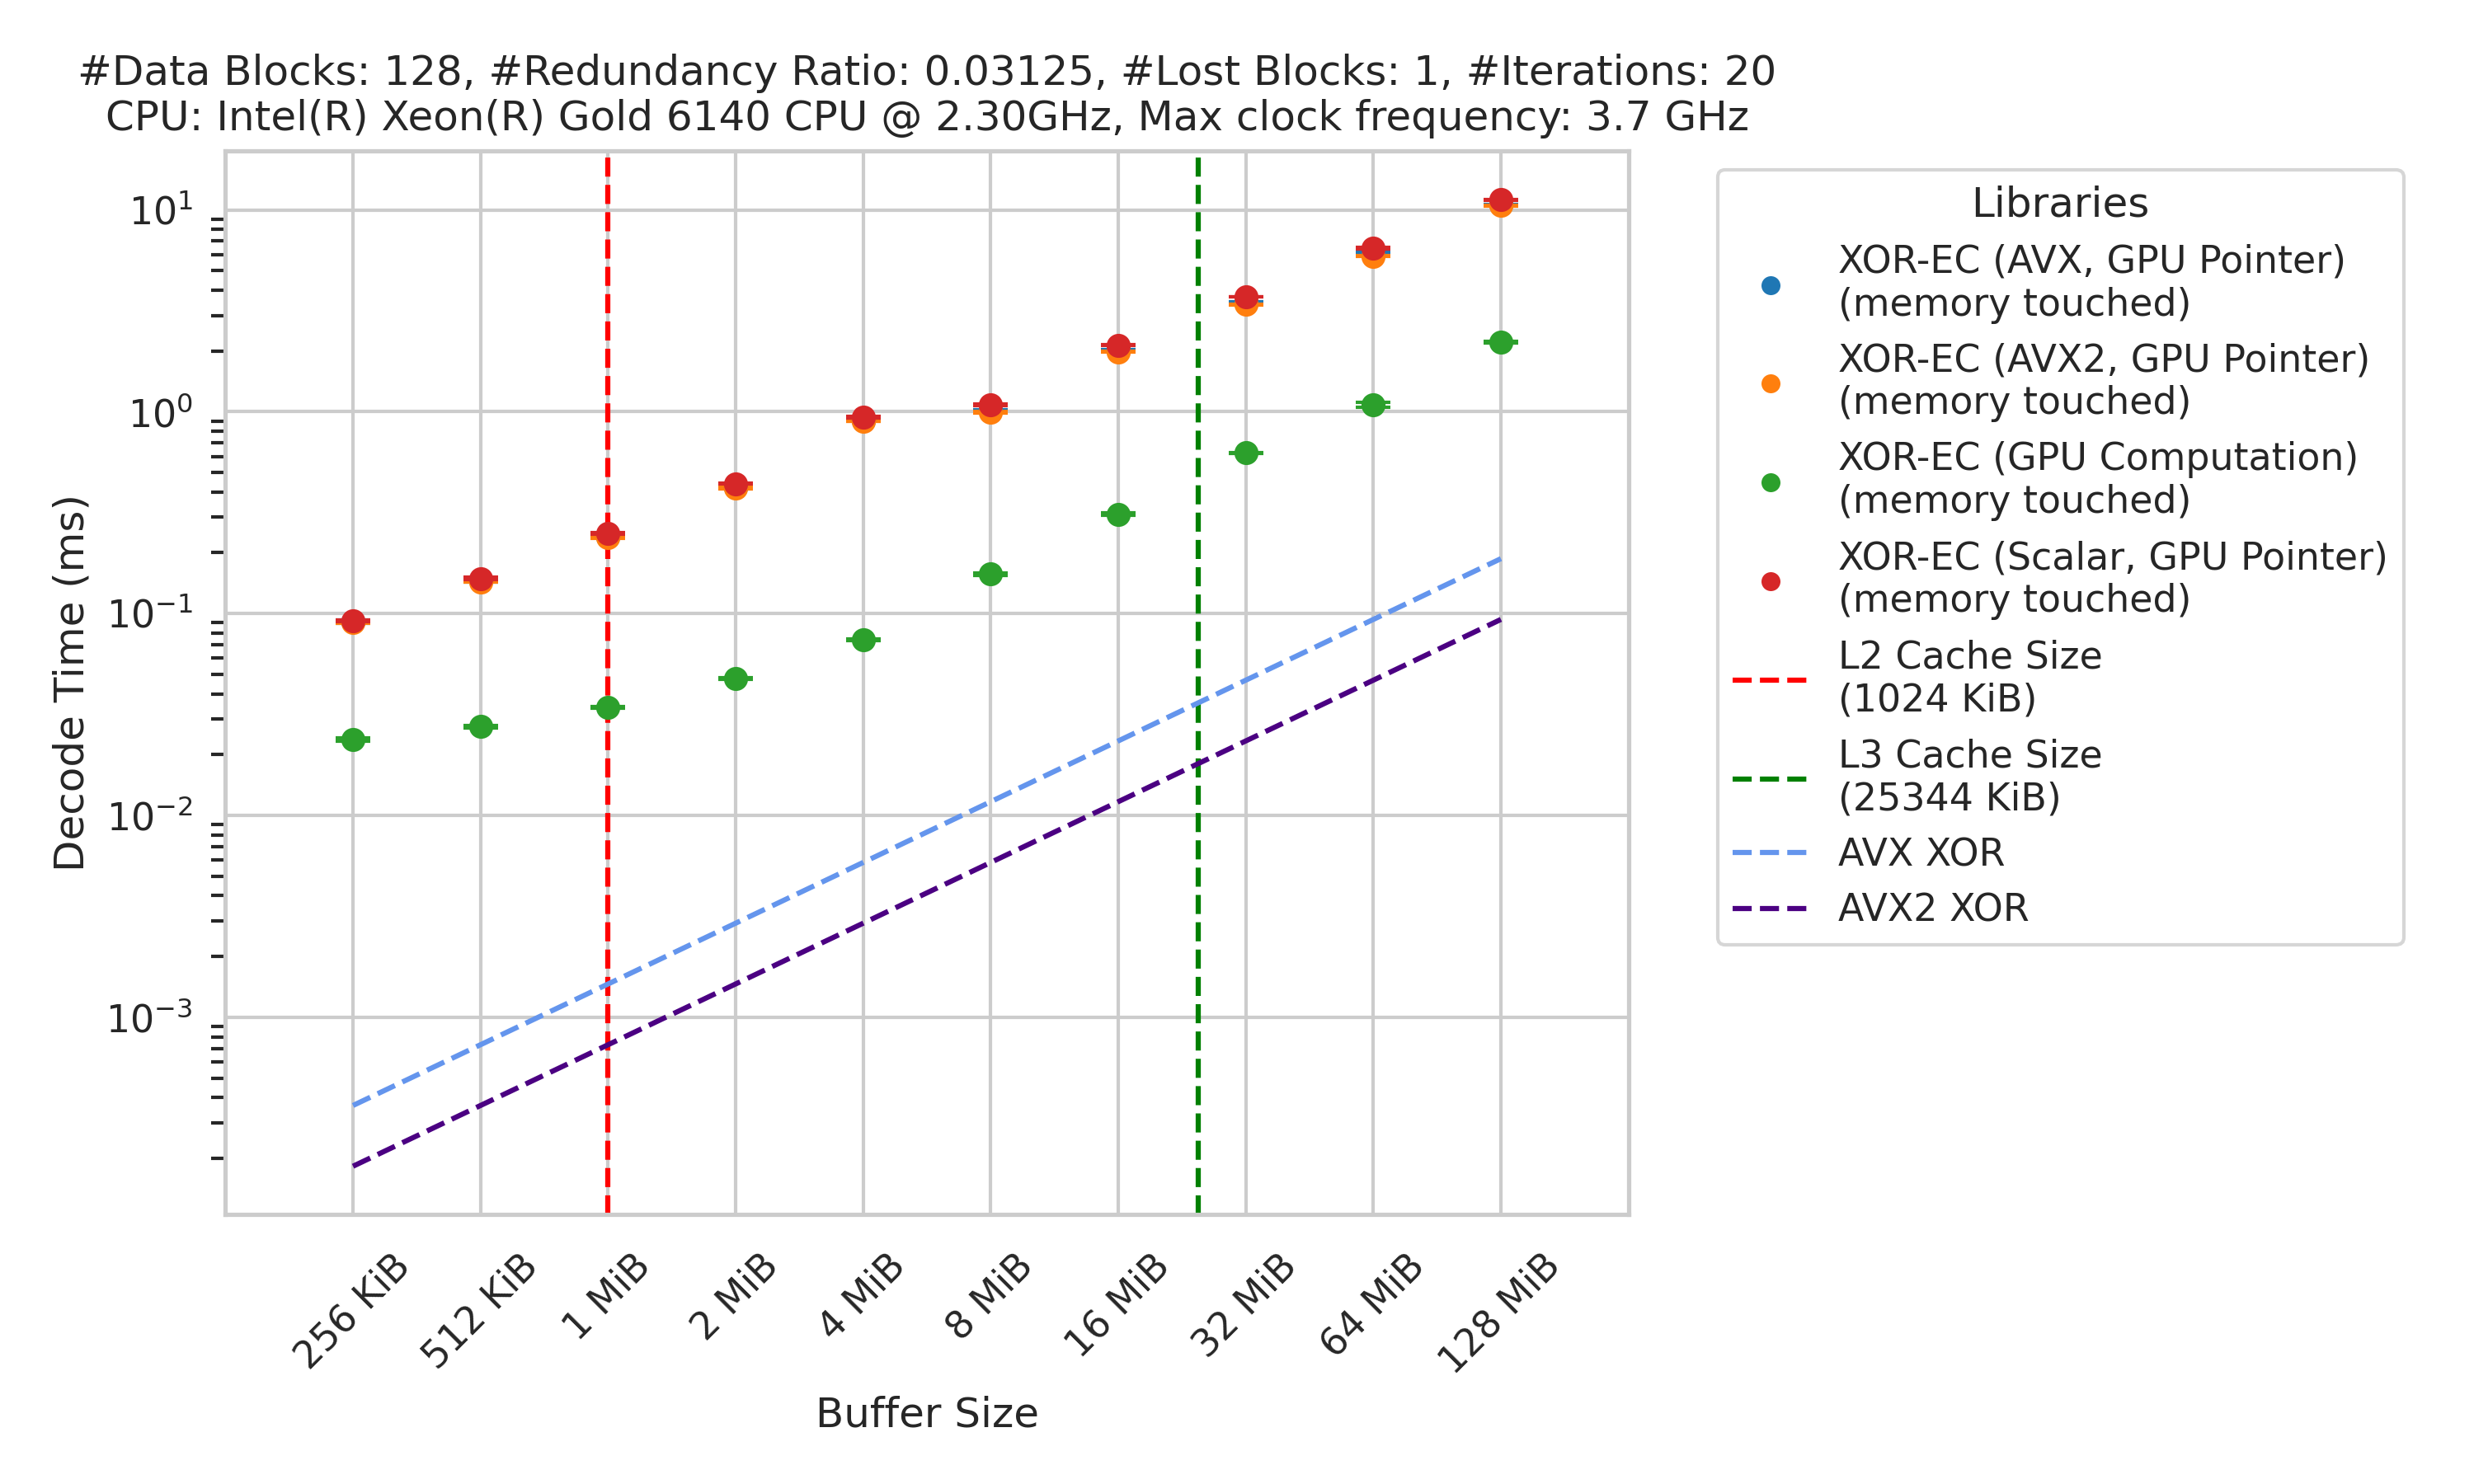 #Data Blocks: 128, #Redundancy Ratio: 0.03125, #Lost Blocks: 1, #Iterations: 20
CPU: Intel(R) Xeon(R) Gold 6140 CPU @ 2.30GHz, Max clock frequency: 3.7 GHz
Decode Time (ms)
10¹
10⁰
10⁻¹
10⁻²
10⁻³
256 KiB
512 KiB
1 MiB
2 MiB
4 MiB
8 MiB
16 MiB
32 MiB
64 MiB
128 MiB
Buffer Size
Libraries
XOR-EC (AVX, GPU Pointer)
(memory touched)
XOR-EC (AVX2, GPU Pointer)
(memory touched)
XOR-EC (GPU Computation)
(memory touched)
XOR-EC (Scalar, GPU Pointer)
(memory touched)
L2 Cache Size
(1024 KiB)
L3 Cache Size
(25344 KiB)
AVX XOR
AVX2 XOR